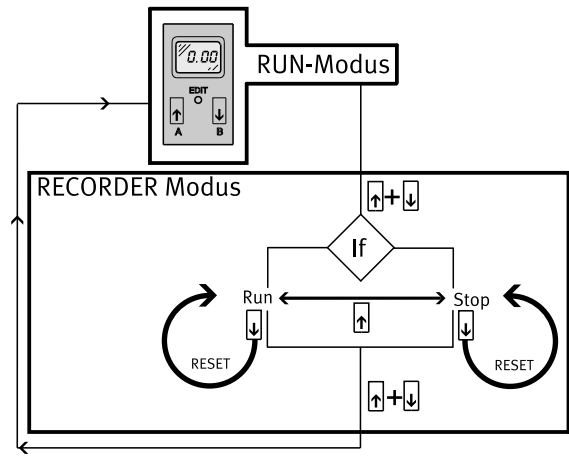 0.00
RUN-Modus
EDIT
↑ ↓
A B
RECORDER Modus
↑+↓
If
Run Stop
↑
↓ ↓
RESET RESET
↑+↓